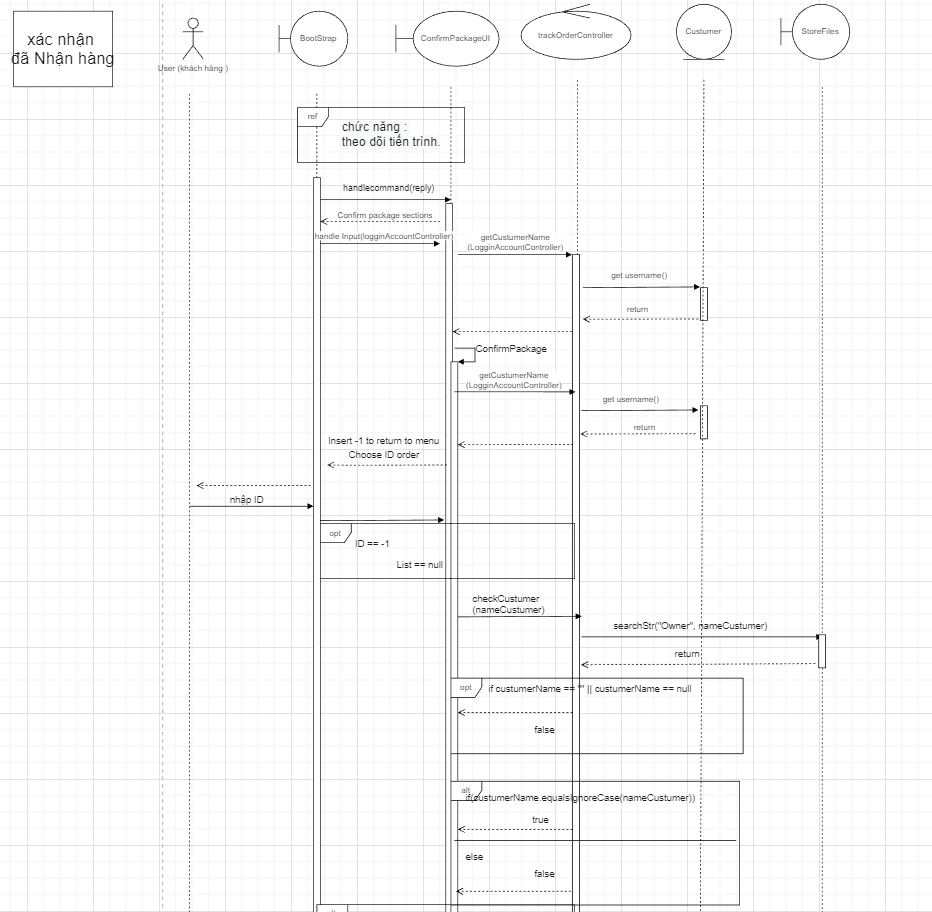 xác nhận
đã Nhận hàng
User (khách hàng )
BootStrap
ConfirmPackageUI
trackOrderController
Custumer
StoreFiles
ref
chức năng :
theo dõi tiến trình.
handlecommand(reply)
Confirm package sections
handle Input(logginAccountController)
getCustumerName
(LogginAccountController)
get username()
return
ConfirmPackage
getCustumerName
(LogginAccountController)
get username()
return
Insert -1 to return to menu
Choose ID order
nhập ID
opt
ID == -1
List == null
checkCustumer
(nameCustumer)
searchStr("Owner", nameCustumer)
return
opt
if custumerName == "" || custumerName == null
false
alt
if(custumerName.equalsIgnoreCase(nameCustumer))
true
else
false